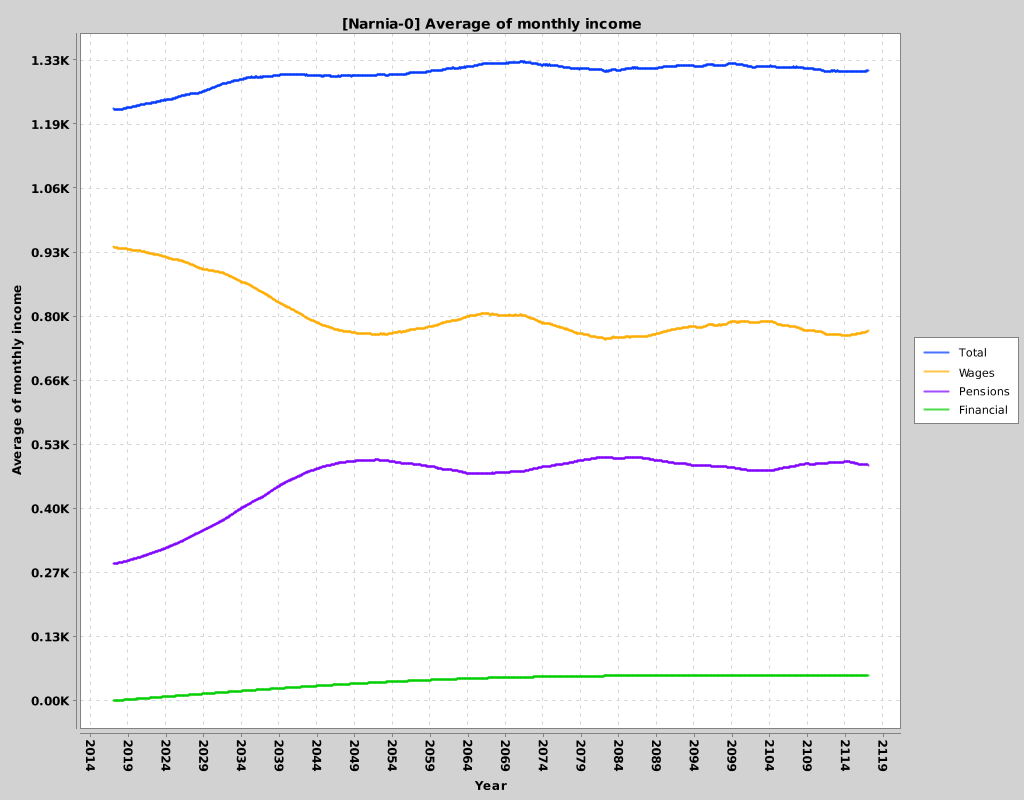 [Narnia-0] Average of monthly income
1.33K
1.19K
1.06K
0.93K
0.80K
0.66K
0.53K
0.40K
0.27K
0.13K
0.00K
Average of monthly income
2014 2019 2024 2029 2034 2039 2044 2049 2054 2059 2064 2069 2074 2079 2084 2089 2094 2099 2104 2109 2114 2119
Year
Total
Wages
Pensions
Financial